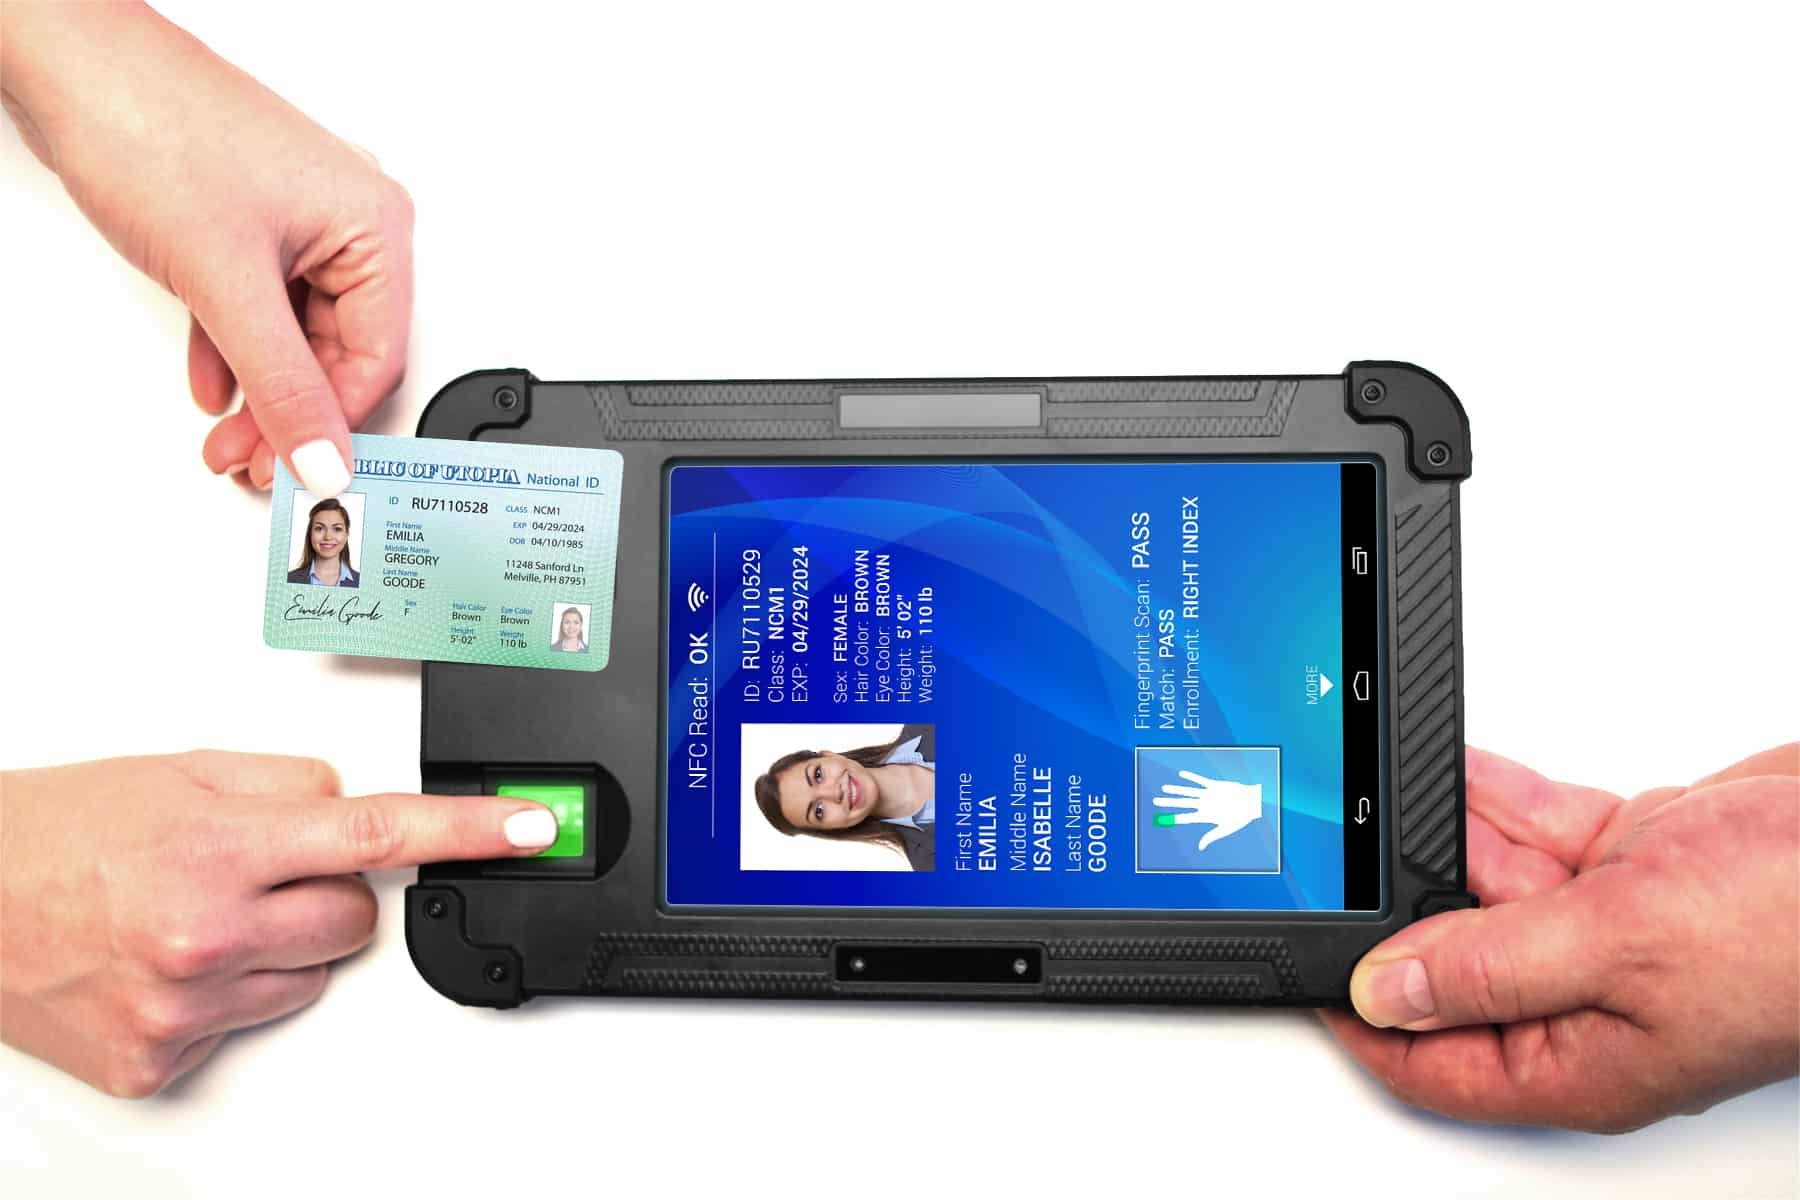 BLIC OF UTOPIA National ID
ID RU7110528
CLASS NCM1
EXP 04/29/2024
DOB 04/10/1985
First Name
EMILIA
Middle Name
GREGORY
Last Name
GOODE
11248 Sanford Ln
Melville, PH 87951
Emilia Goode
Sex
F
Hair Color
Brown
Eye Color
Brown
Height
5'-02"
Weight
110 lb
NFC Read: OK
ID: RU7110529
Class: NCM1
EXP: 04/29/2024
Sex: FEMALE
Hair Color: BROWN
Eye Color: BROWN
Height: 5' 02"
Weight: 110 lb
First Name
EMILIA
Middle Name
ISABELLE
Last Name
GOODE
Fingerprint Scan: PASS
Match: PASS
Enrollment: RIGHT INDEX
MORE